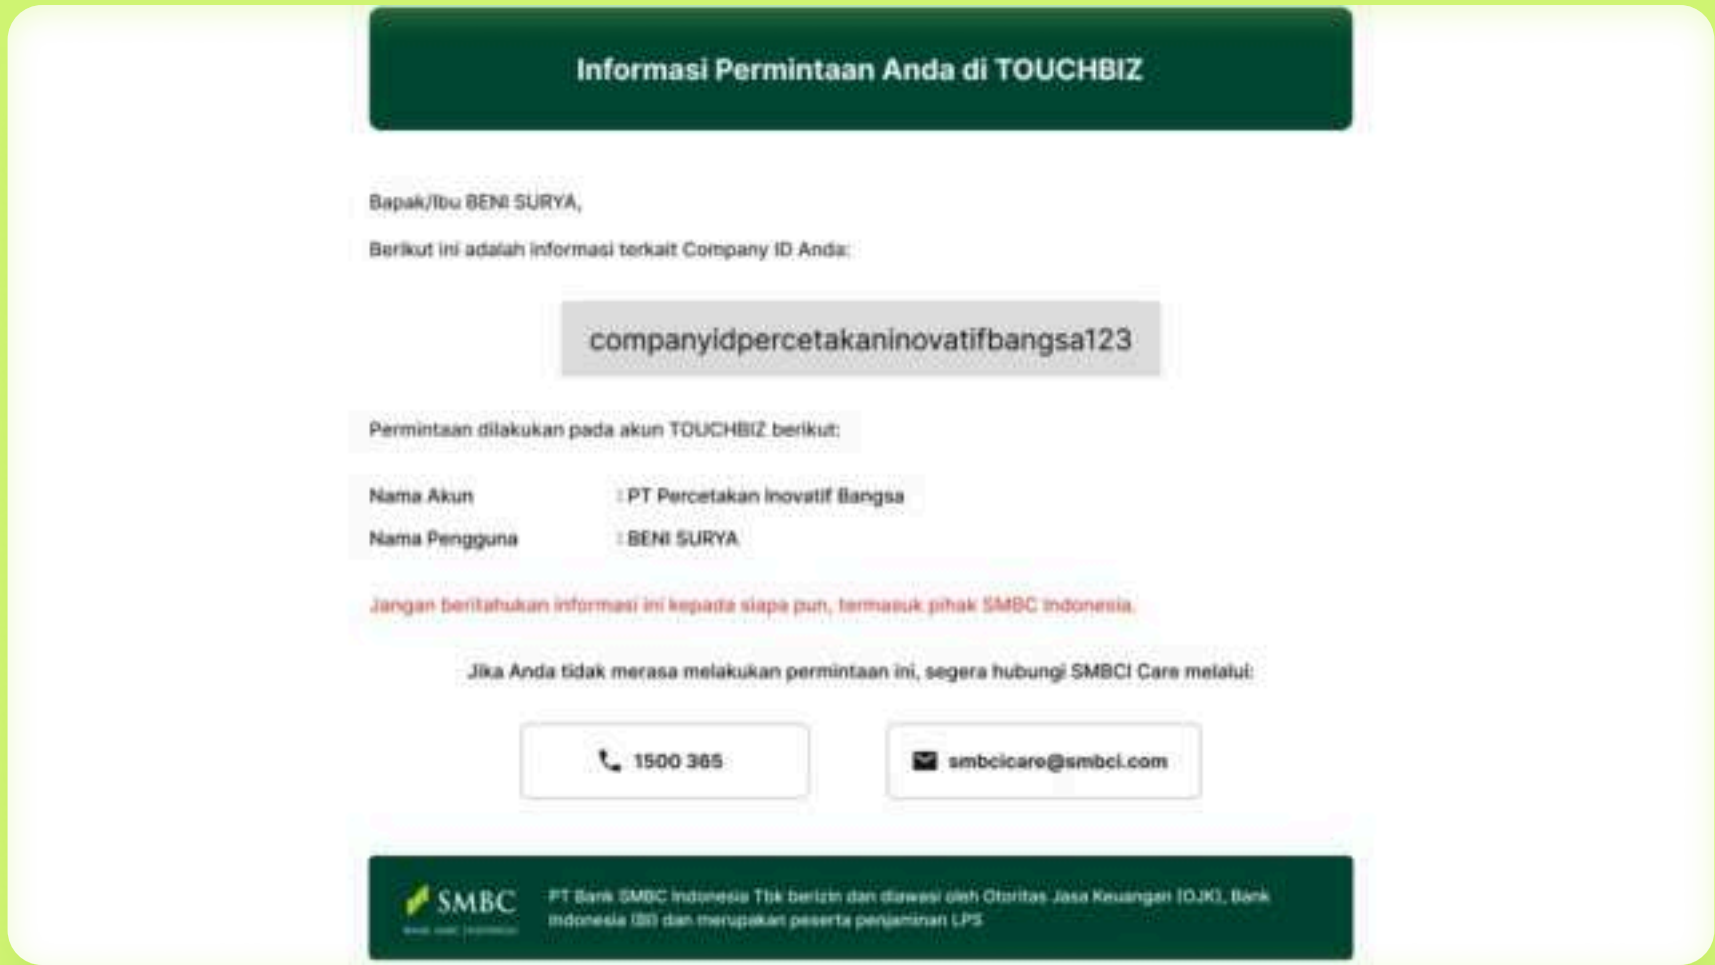 Informasi Permintaan Anda di TOUCHBIZ
Bapak/Ibu BENI SURYA,
Berikut ini adalah informasi terkait Company ID Anda:
companyidpercetakaninovatifbangsa123
Permintaan dilakukan pada akun TOUCHBIZ berikut:
Nama Akun : PT Percetakan Inovatif Bangsa
Nama Pengguna : BENI SURYA
Jangan beritahukan informasi ini kepada siapa pun, termasuk pihak SMBC Indonesia.
Jika Anda tidak merasa melakukan permintaan ini, segera hubungi SMBCI Care melalui:
1500 365
smbcicare@smbci.com
SMBC
PT Bank SMBC Indonesia Tbk berizin dan diawasi oleh Otoritas Jasa Keuangan (OJK), Bank
Indonesia (BI) dan merupakan peserta penjaminan LPS